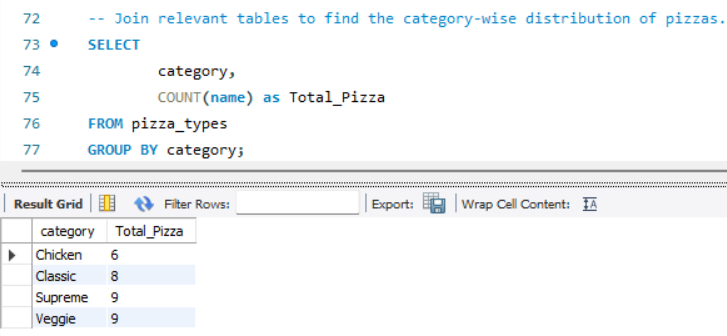 72 -- Join relevant tables to find the category-wise distribution of pizzas.
73 SELECT
74 category,
75 COUNT(name) as Total_Pizza
76 FROM pizza_types
77 GROUP BY category;
Result Grid Filter Rows: Export: Wrap Cell Content: IA
category Total_Pizza
Chicken 6
Classic 8
Supreme 9
Veggie 9